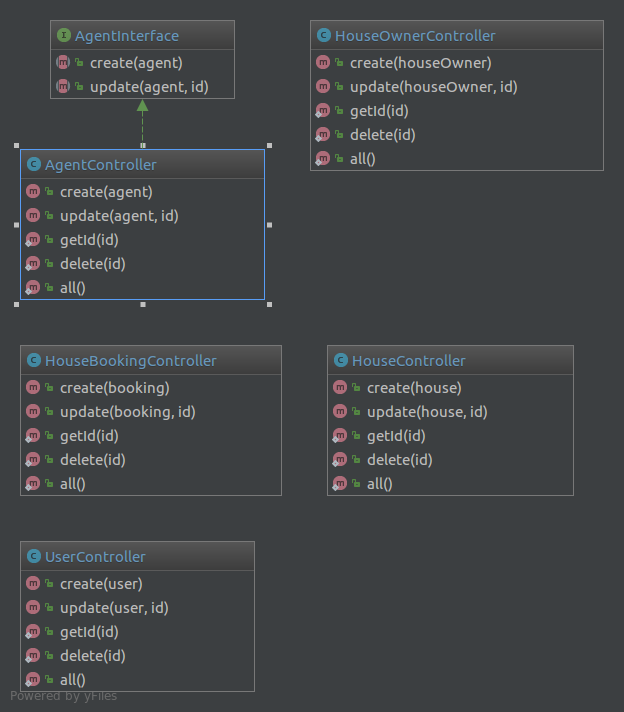 AgentInterface
create(agent)
update(agent, id)
HouseOwnerController
create(houseOwner)
update(houseOwner, id)
getId(id)
delete(id)
all()
AgentController
create(agent)
update(agent, id)
getId(id)
delete(id)
all()
HouseBookingController
create(booking)
update(booking, id)
getId(id)
delete(id)
all()
HouseController
create(house)
update(house, id)
getId(id)
delete(id)
all()
UserController
create(user)
update(user, id)
getId(id)
delete(id)
all()
Powered by yFiles